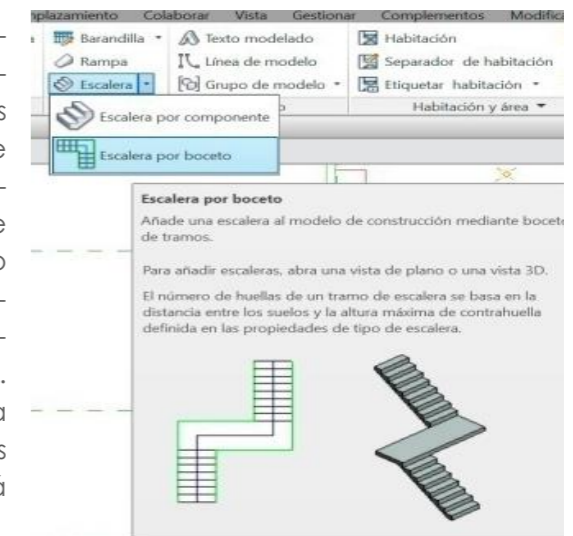 Colaborar Vista Gestionar Complementos
Barandilla Texto modelado Habitación
Rampa Línea de modelo Separador de habitación
Escalera Grupo de modelo Etiquetar habitación
Habitación y área
Escalera por componente
Escalera por boceto
Escalera por boceto
Añade una escalera al modelo de construcción mediante
de tramos.
Para añadir escaleras, abra una vista de plano o una vista 3D.
El número de huellas de un tramo de escalera se basa en la
distancia entre los suelos y la altura máxima de contrahuella
definida en las propiedades de tipo de escalera.